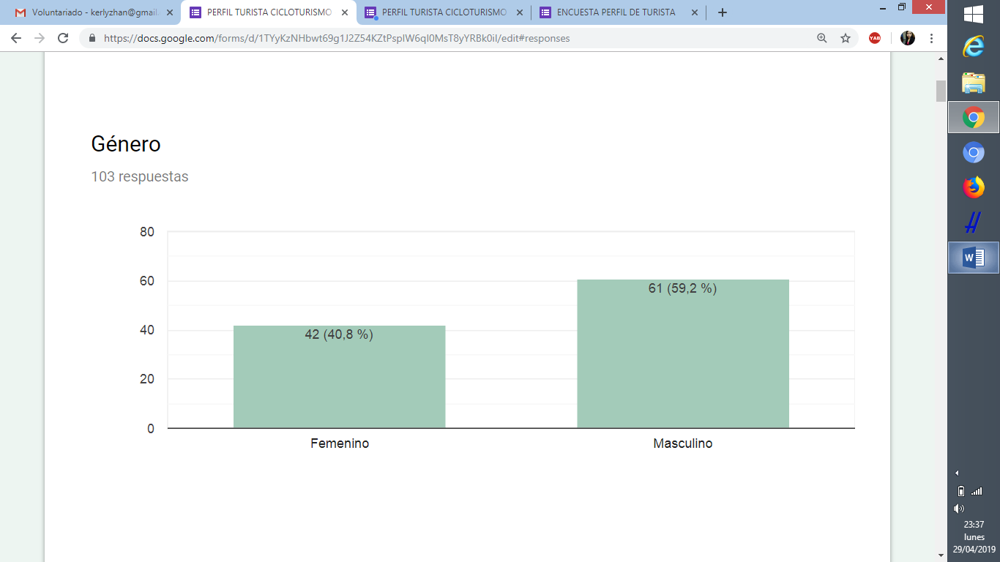 Voluntariado - kerlyzhan@gmail.
PERFIL TURISTA CICLOTURISMO
PERFIL TURISTA CICLOTURISMO
ENCUESTA PERFIL DE TURISTA
https://docs.google.com/forms/d/1TYyKzNHbwt69g1J2Z54KZtPspIW6qI0MsT8yYRBk0iI/edit#responses
YAB
Género
103 respuestas
80
60
40
20
0
42 (40,8 %)
61 (59,2 %)
Femenino
Masculino
W
23:37
lunes
29/04/2019